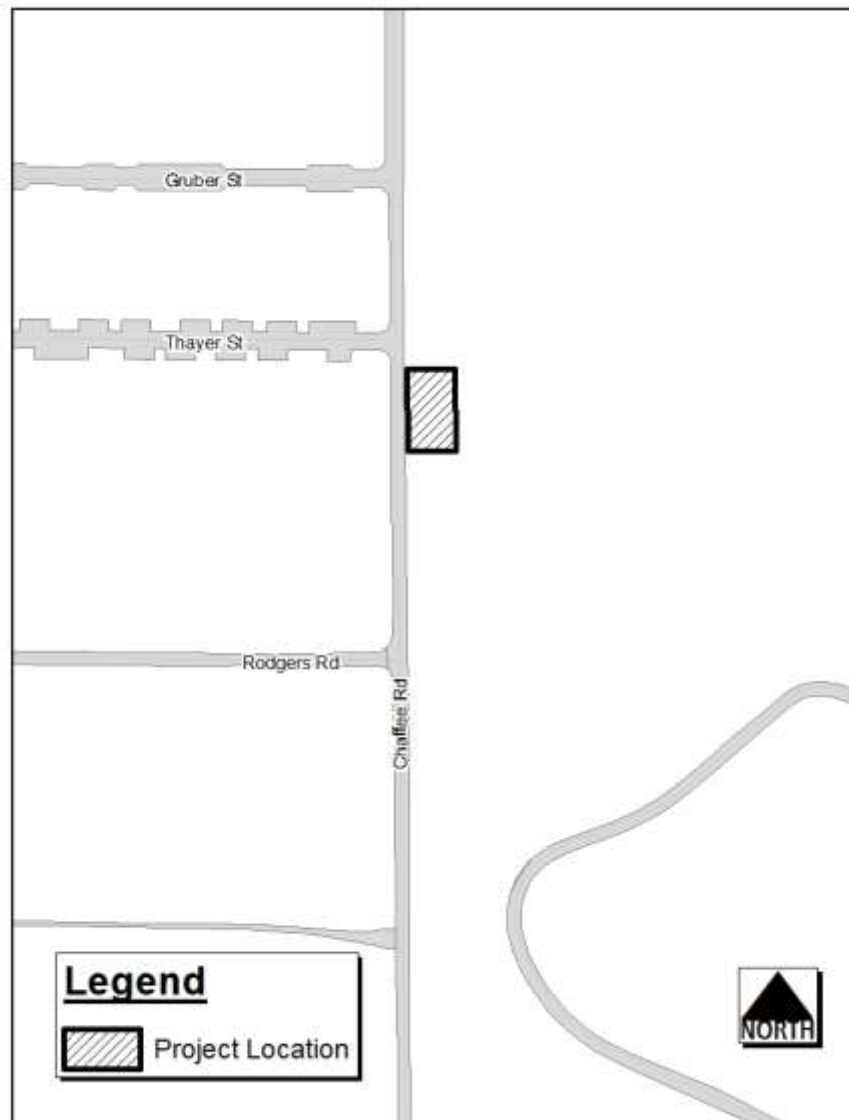 Gruber St
Thayer St
Rodgers Rd
Chaffee Rd
Legend
Project Location
NORTH